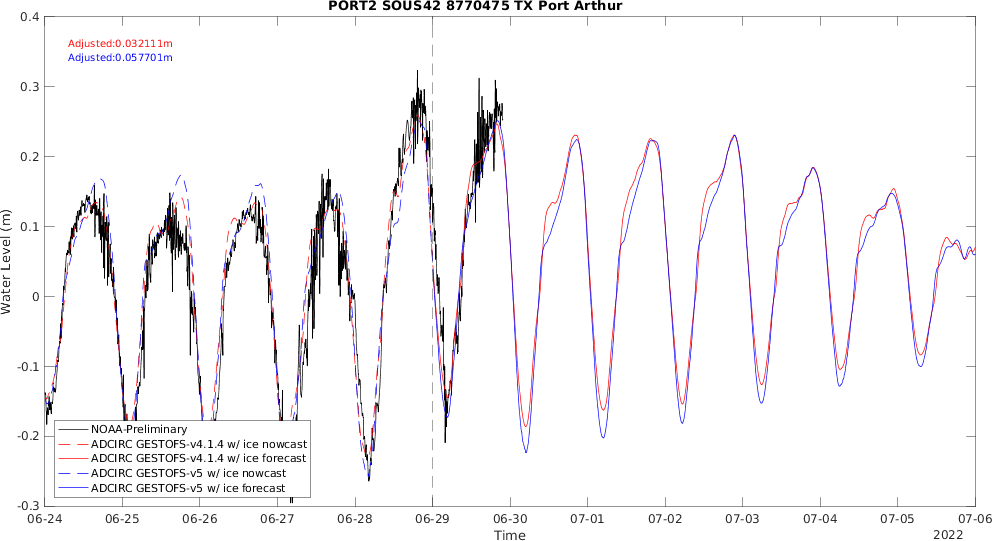 PORT2 SOUS42 8770475 TX Port Arthur
0.4
Adjusted:0.032111m
Adjusted:0.057701m
0.3
0.2
0.1
0
-0.1
-0.2
-0.3
Water Level (m)
NOAA-Preliminary
ADCIRC GESTOFS-v4.1.4 w/ ice nowcast
ADCIRC GESTOFS-v4.1.4 w/ ice forecast
ADCIRC GESTOFS-v5 w/ ice nowcast
ADCIRC GESTOFS-v5 w/ ice forecast
06-24 06-25 06-26 06-27 06-28 06-29 06-30 07-01 07-02 07-03 07-04 07-05 07-06
Time
2022